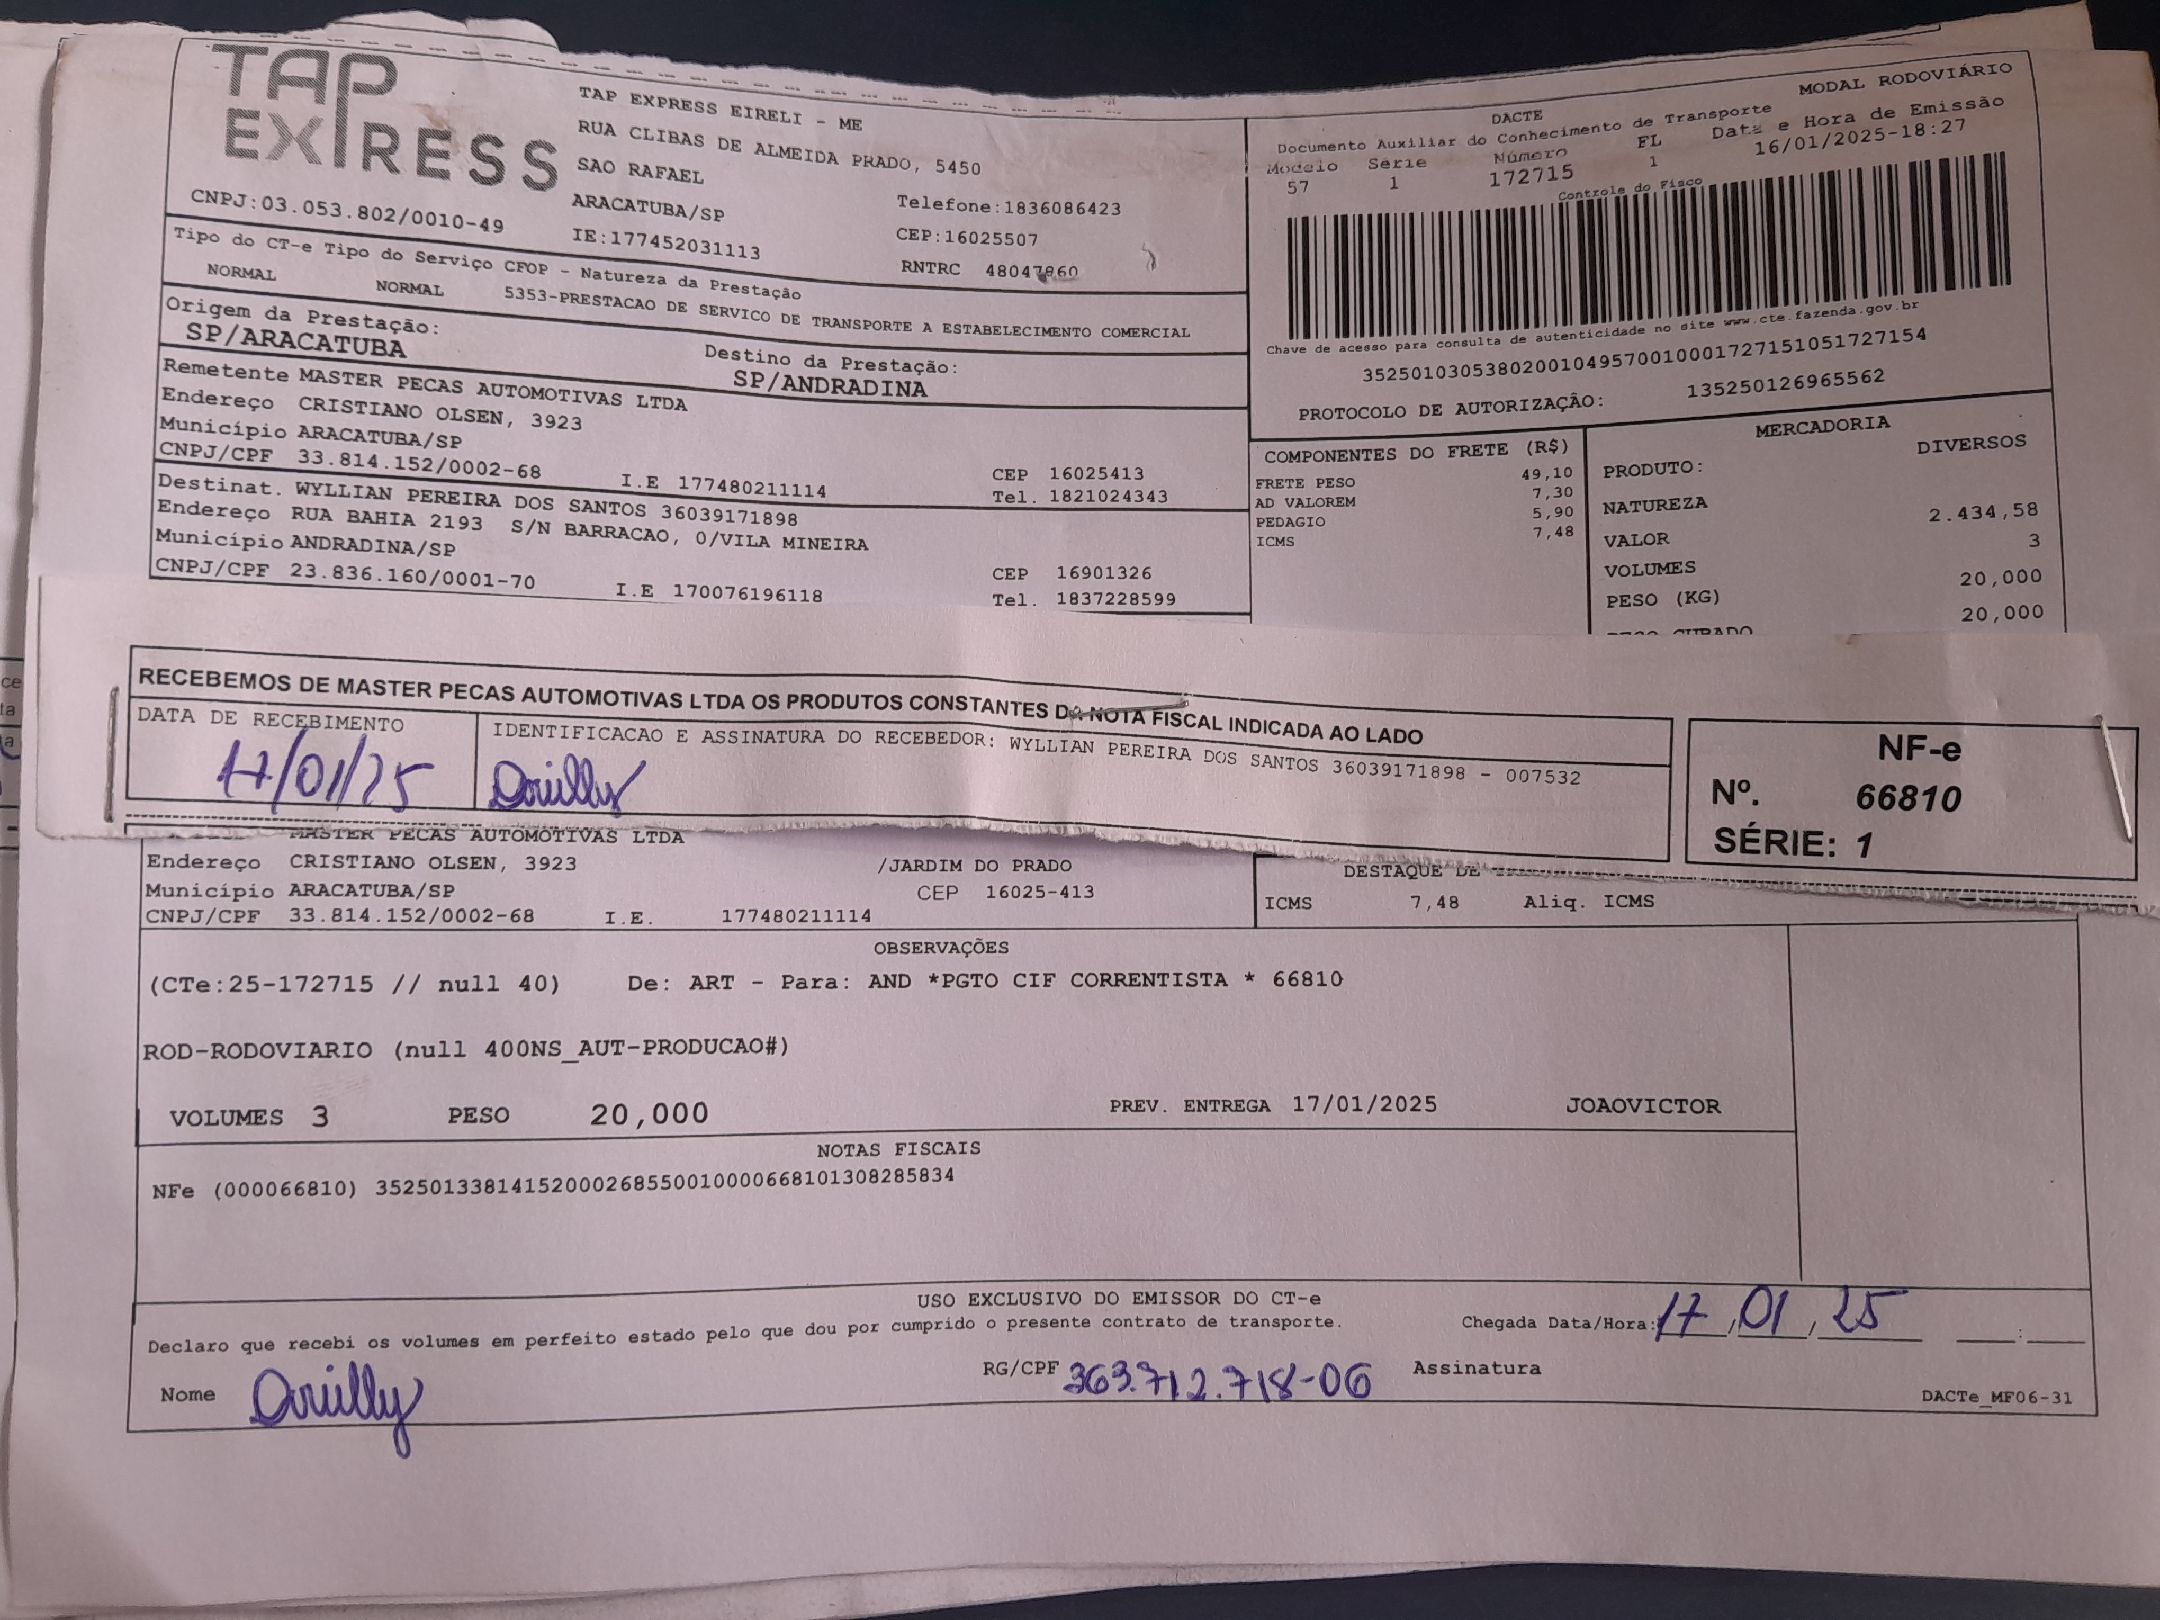 TAP
EXPRESS
TAP EXPRESS EIRELI - ME
RUA CLIBAS DE ALMEIDA PRADO, 5450
SAO RAFAEL
ARACATUBA/SP
Telefone:1836086423
CNPJ:03.053.802/0010-49
IE:177452031113
CEP:16025507
RNTRC 48047860
Tipo do CT-e Tipo do Serviço CFOP - Natureza da Prestação
NORMAL NORMAL 5353-PRESTACAO DE SERVICO DE TRANSPORTE A ESTABELECIMENTO COMERCIAL
Origem da Prestação:
SP/ARACATUBA
Destino da Prestação:
SP/ANDRADINA
Remetente MASTER PECAS AUTOMOTIVAS LTDA
Endereço CRISTIANO OLSEN, 3923
Município ARACATUBA/SP
CEP 16025413
CNPJ/CPF 33.814.152/0002-68 I.E 177480211114 Tel. 1821024343
Destinat. WYLLIAN PEREIRA DOS SANTOS 36039171898
Endereço RUA BAHIA 2193 S/N BARRACAO, 0/VILA MINEIRA
Município ANDRADINA/SP
CEP 16901326
CNPJ/CPF 23.836.160/0001-70 I.E 170076196118 Tel. 1837228599
DACTE
MODAL RODOVIÁRIO
Documento Auxiliar do Conhecimento de Transporte
Modelo Série Número FL Data e Hora de Emissão
57 1 172715 1 16/01/2025-18:27
Controle do Fisco
Chave de acesso para consulta de autenticidade no site www.cte.fazenda.gov.br
35250103053802001049570010001727151051727154
PROTOCOLO DE AUTORIZAÇÃO: 135250126965562
COMPONENTES DO FRETE (R$)
FRETE PESO 49,10
AD VALOREM 7,30
PEDAGIO 5,90
ICMS 7,48
MERCADORIA
PRODUTO: DIVERSOS
NATUREZA
VALOR 2.434,58
VOLUMES 3
PESO (KG) 20,000
CUBADO 20,000
RECEBEMOS DE MASTER PECAS AUTOMOTIVAS LTDA OS PRODUTOS CONSTANTES DA NOTA FISCAL INDICADA AO LADO
DATA DE RECEBIMENTO
17/01/25
IDENTIFICACAO E ASSINATURA DO RECEBEDOR: WYLLIAN PEREIRA DOS SANTOS 36039171898 - 007532
NF-e
Nº. 66810
SÉRIE: 1
MASTER PECAS AUTOMOTIVAS LTDA
Endereço CRISTIANO OLSEN, 3923 /JARDIM DO PRADO
Município ARACATUBA/SP CEP 16025-413
CNPJ/CPF 33.814.152/0002-68 I.E. 177480211114
DESTAQUE DE
ICMS 7,48 Aliq. ICMS
OBSERVAÇÕES
(CTe:25-172715 // null 40) De: ART - Para: AND *PGTO CIF CORRENTISTA * 66810
ROD-RODOVIARIO (null 400NS_AUT-PRODUCAO#)
VOLUMES 3 PESO 20,000 PREV. ENTREGA 17/01/2025 JOAOVICTOR
NOTAS FISCAIS
NFe (000066810) 35250133814152000268550010000668101308285834
USO EXCLUSIVO DO EMISSOR DO CT-e
Declaro que recebi os volumes em perfeito estado pelo que dou por cumprido o presente contrato de transporte.
Chegada Data/Hora: 17,01,25 :
Nome
RG/CPF 363.712.718-06 Assinatura
DACTe_MF06-31